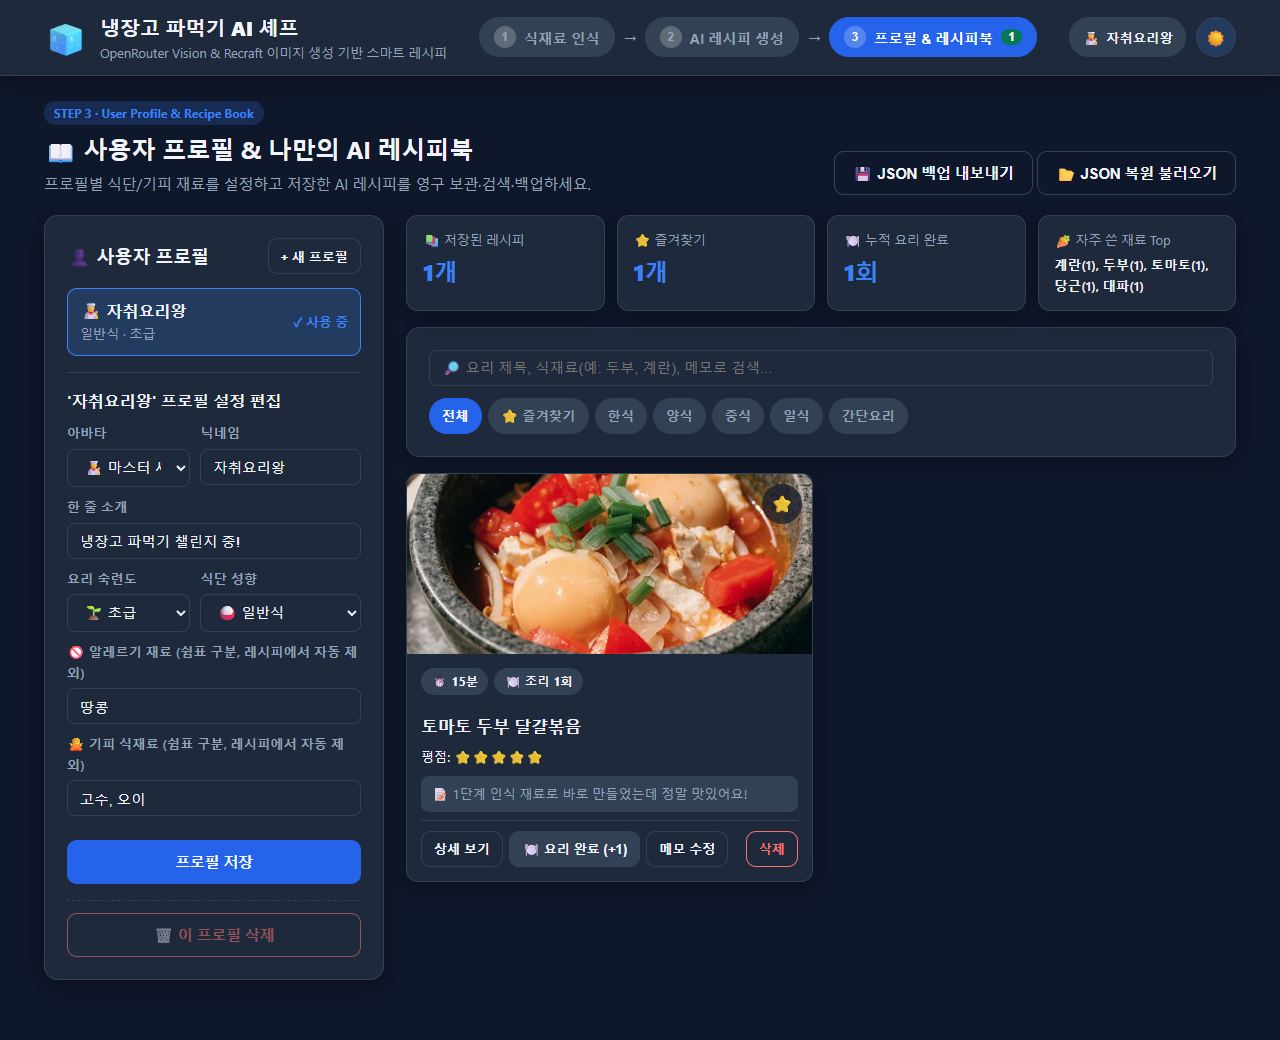 냉장고 파먹기 AI 셰프
OpenRouter Vision & Recraft 이미지 생성 기반 스마트 레시피
1 식재료 인식 → 2 AI 레시피 생성 → 3 프로필 & 레시피북 1
자취요리왕
STEP 3 · User Profile & Recipe Book
사용자 프로필 & 나만의 AI 레시피북
프로필별 식단/기피 재료를 설정하고 저장한 AI 레시피를 영구 보관·검색·백업하세요.
JSON 백업 내보내기
JSON 복원 불러오기
사용자 프로필
+ 새 프로필
자취요리왕
일반식 · 초급
✓ 사용 중
'자취요리왕' 프로필 설정 편집
아바타 닉네임
마스터 자취요리왕
한 줄 소개
냉장고 파먹기 챌린지 중!
요리 숙련도 식단 성향
초급 일반식
알레르기 재료 (쉼표 구분, 레시피에서 자동 제
외)
땅콩
기피 식재료 (쉼표 구분, 레시피에서 자동 제
외)
고수, 오이
프로필 저장
이 프로필 삭제
저장된 레시피
1개
즐겨찾기
1개
누적 요리 완료
1회
자주 쓴 재료 Top
계란(1), 두부(1), 토마토(1),
당근(1), 대파(1)
요리 제목, 식재료(예: 두부, 계란), 메모로 검색...
전체 즐겨찾기 한식 양식 중식 일식 간단요리
15분 조리 1회
토마토 두부 달걀볶음
평점:
1단계 인식 재료로 바로 만들었는데 정말 맛있어요!
상세 보기 요리 완료 (+1) 메모 수정 삭제